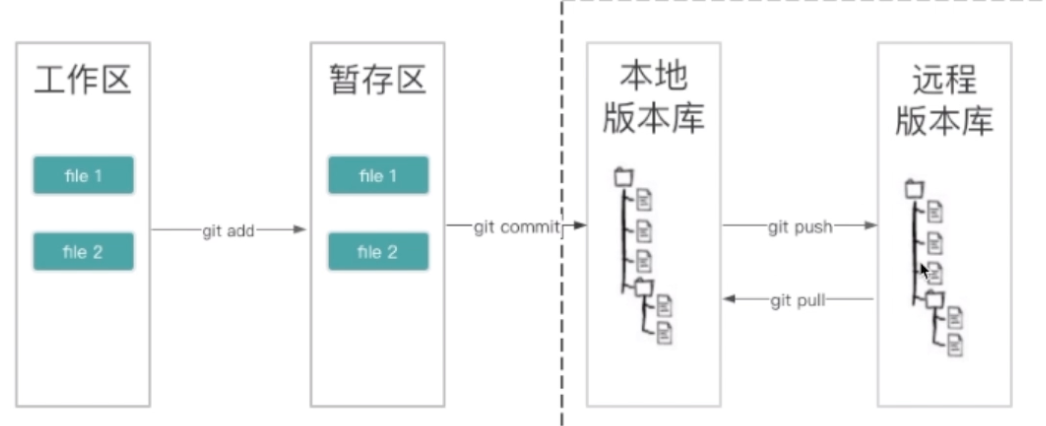 工作区
file 1
file 2
git add
暂存区
file 1
file 2
git commit
本地
版本库
git push
git pull
远程
版本库